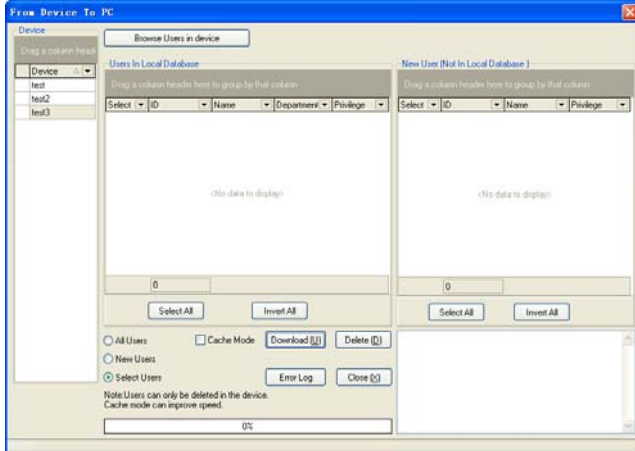 From Device To PC
Device
Browse Users in device
Drag a column head
Device
test
test2
test3
Users In Local Database
Drag a column header here to group by that column
Select ID Name Department Privilege
<No data to display>
0
Select All Invert All
New User (Not In Local Database )
Drag a column header here to group by that column
Select ID Name Privilege
<No data to display>
0
Select All Invert All
All Users Cache Mode Download (U) Delete (D)
New Users
Select Users Error Log Close (X)
Note:Users can only be deleted in the device.
Cache mode can improve speed.
0%